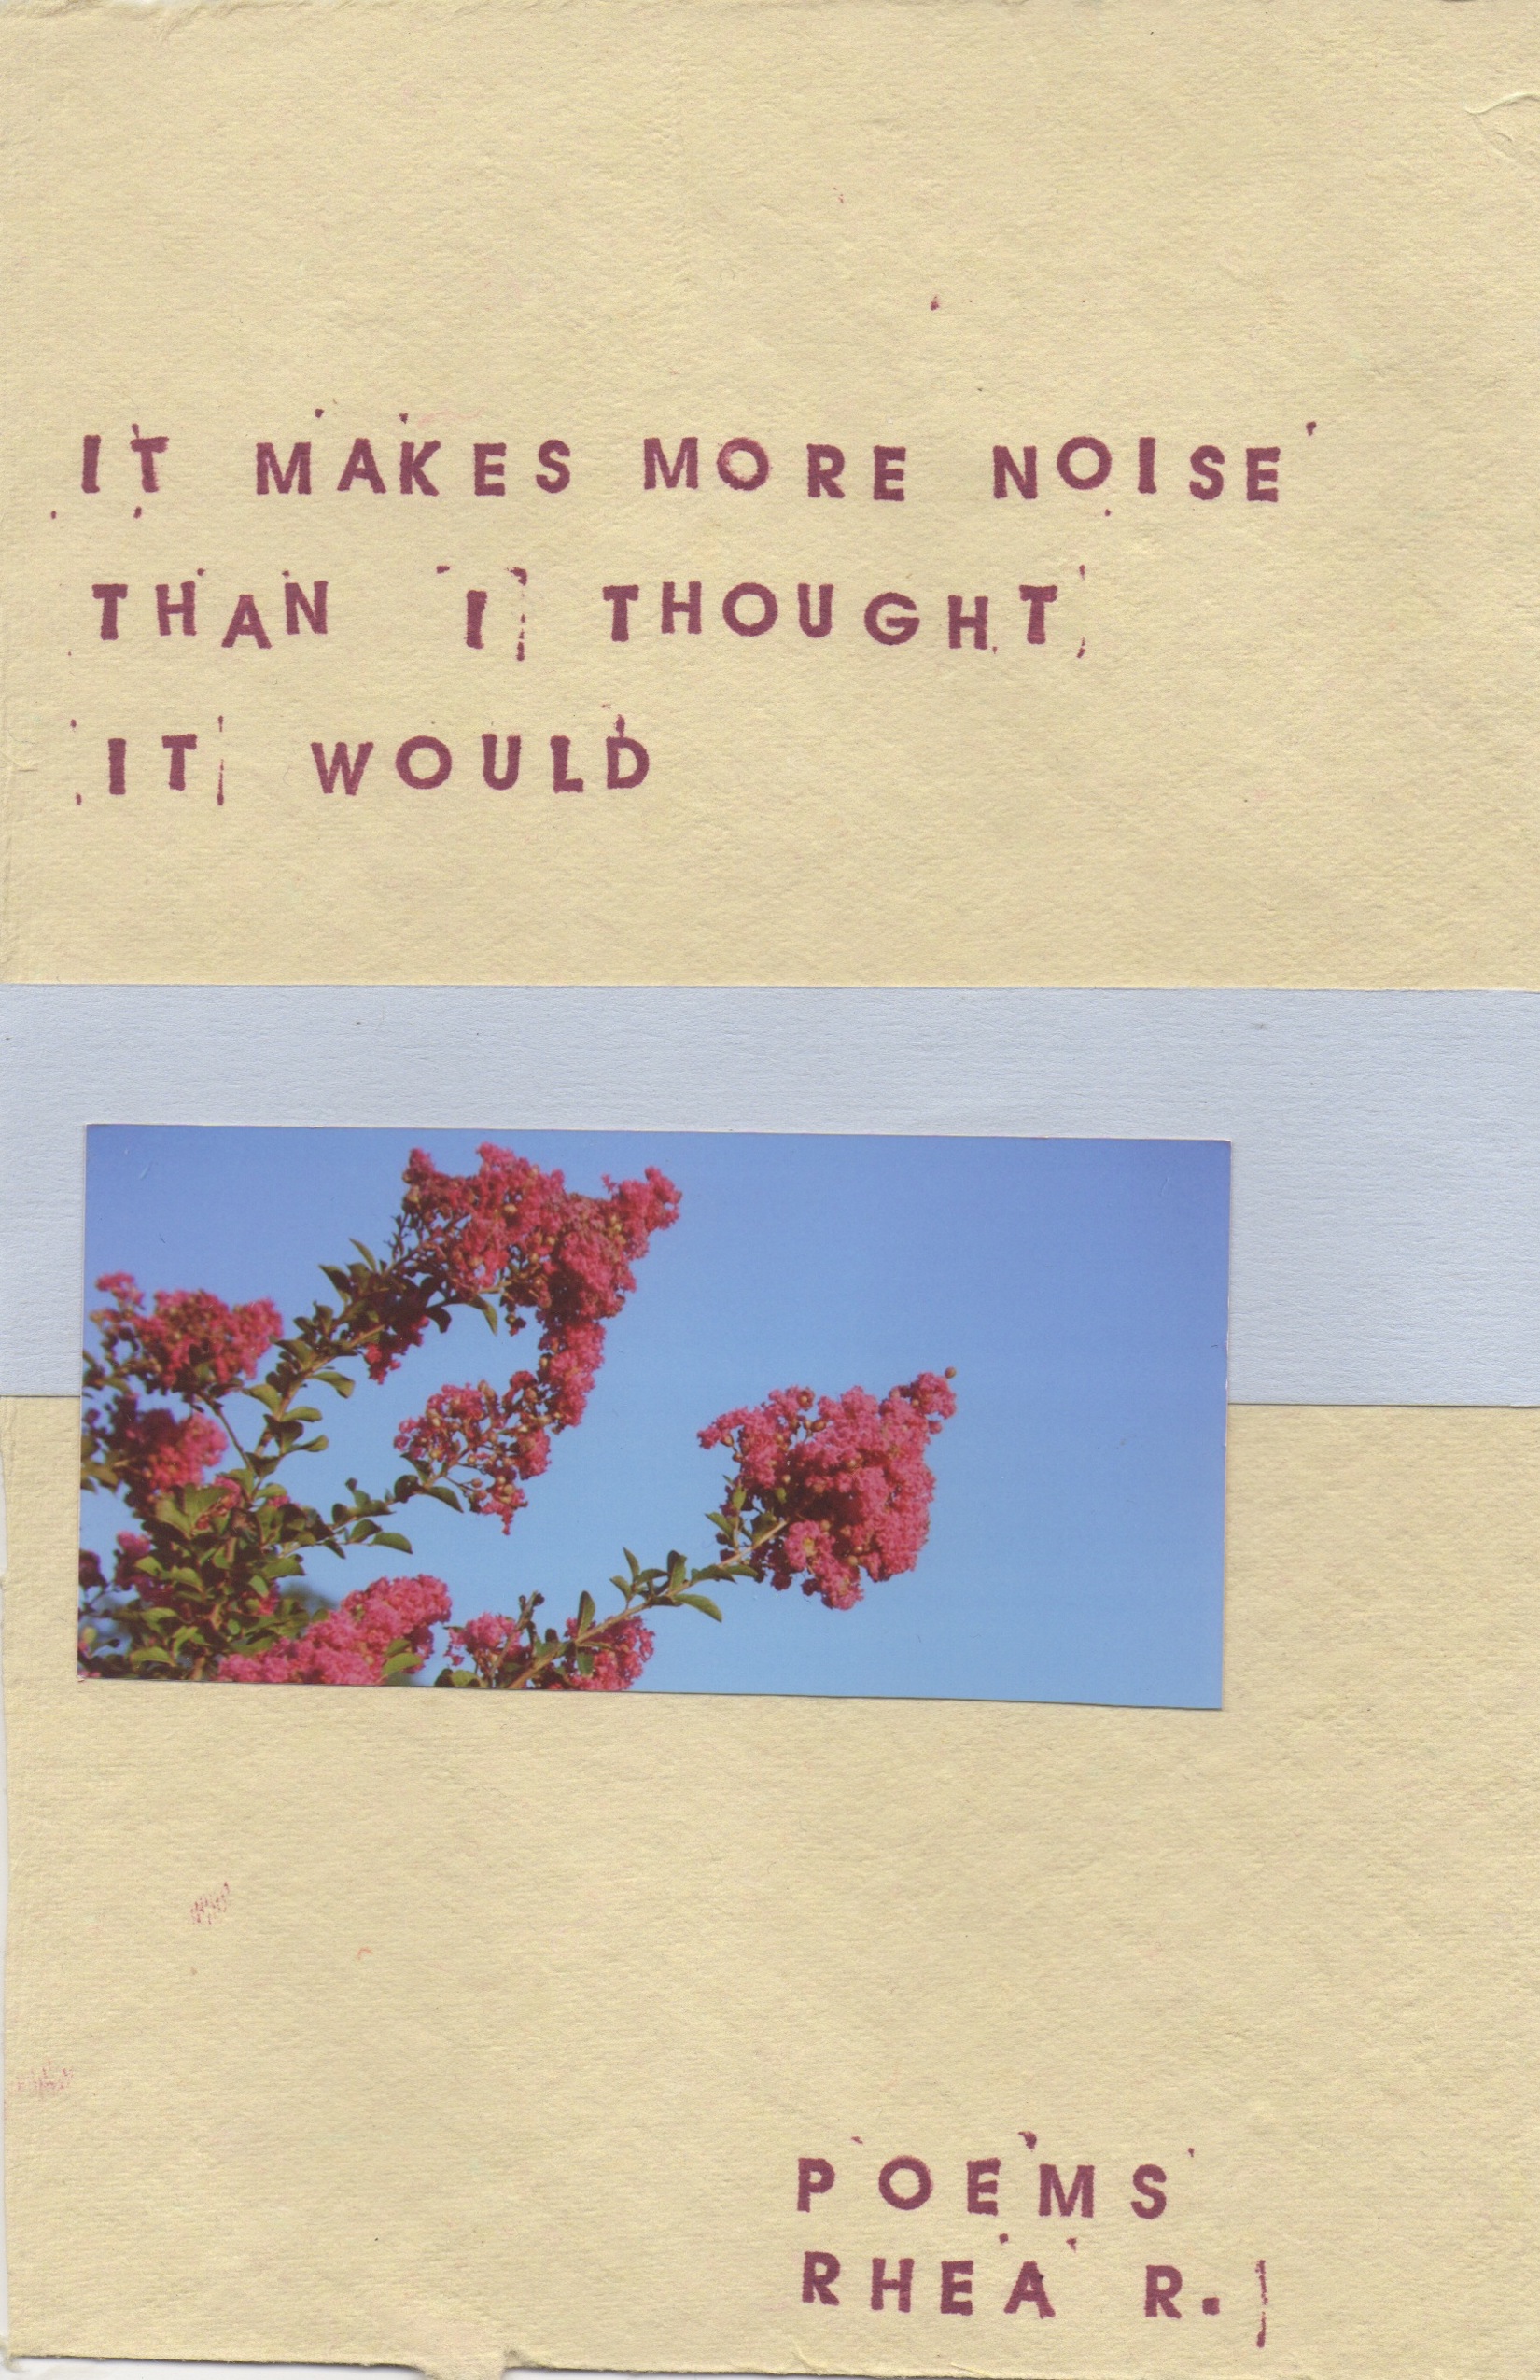 IT MAKES MORE NOISE
THAN I THOUGHT
IT WOULD
POEMS
RHEA R.